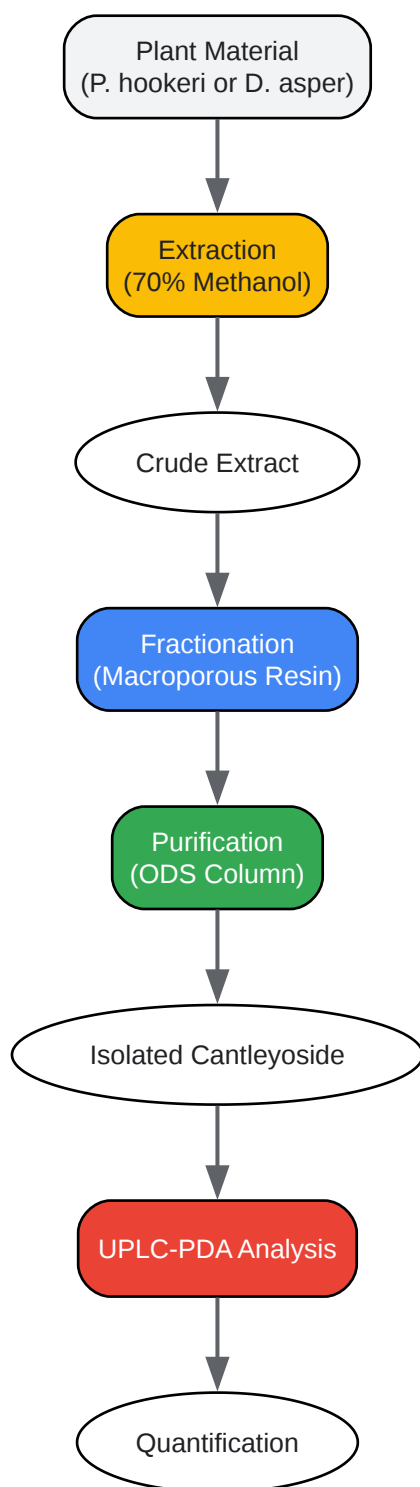 Plant Material
(P. hookeri or D. asper)
Extraction
(70% Methanol)
Crude Extract
Fractionation
(Macroporous Resin)
Purification
(ODS Column)
Isolated Cantleyoside
UPLC-PDA Analysis
Quantification